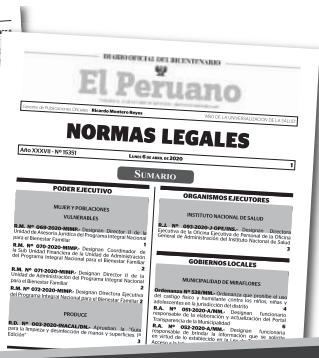 DIARIO OFICIAL DEL BICENTENARIO
El Peruano
Gerente de Publicaciones Oficiales: Ricardo Montero Reyes
"AÑO DE LA UNIVERSALIZACIÓN DE LA SALUD"
NORMAS LEGALES
Año XXXVII - Nº 15351
LUNES 6 DE ABRIL DE 2020
1
SUMARIO
PODER EJECUTIVO
MUJER Y POBLACIONES
VULNERABLES
R.M. Nº 069-2020-MIMP.- Designan Director II de la
Unidad de Asesoría Jurídica del Programa Integral Nacional
para el Bienestar Familiar 1
R.M. Nº 070-2020-MIMP.- Designan Coordinador de
la Sub Unidad Financiera de la Unidad de Administración
del Programa Integral Nacional para el Bienestar Familiar
2
R.M. Nº 071-2020-MIMP.- Designan Director II de la
Unidad de Administración del Programa Integral Nacional
para el Bienestar Familiar 2
R.M. Nº 072-2020-MIMP.- Designan Directora Ejecutiva
del Programa Integral Nacional para el Bienestar Familiar 2
PRODUCE
R.D. Nº 003-2020-INACAL/DN.- Aprueban la "Guía
para la limpieza y desinfección de manos y superficies. 1ª
Edición" 3
ORGANISMOS EJECUTORES
INSTITUTO NACIONAL DE SALUD
R.J. Nº 093-2020-J-OPE/INS.- Designan Directora
Ejecutiva de la Oficina Ejecutiva de Personal de la Oficina
General de Administración del Instituto Nacional de Salud
3
GOBIERNOS LOCALES
MUNICIPALIDAD DE MIRAFLORES
Ordenanza Nº 538/MM.- Ordenanza que prohíbe el uso
del castigo físico y humillante contra los niños, niñas y
adolescentes en la jurisdicción del distrito 4
R.A. Nº 051-2020-A/MM.- Designan funcionario
responsable de la elaboración y actualización del Portal
de Transparencia de la Municipalidad 6
R.A. Nº 052-2020-A/MM.- Designan funcionaria
responsable de brindar la información que se solicite
en virtud de lo establecido en la Ley de